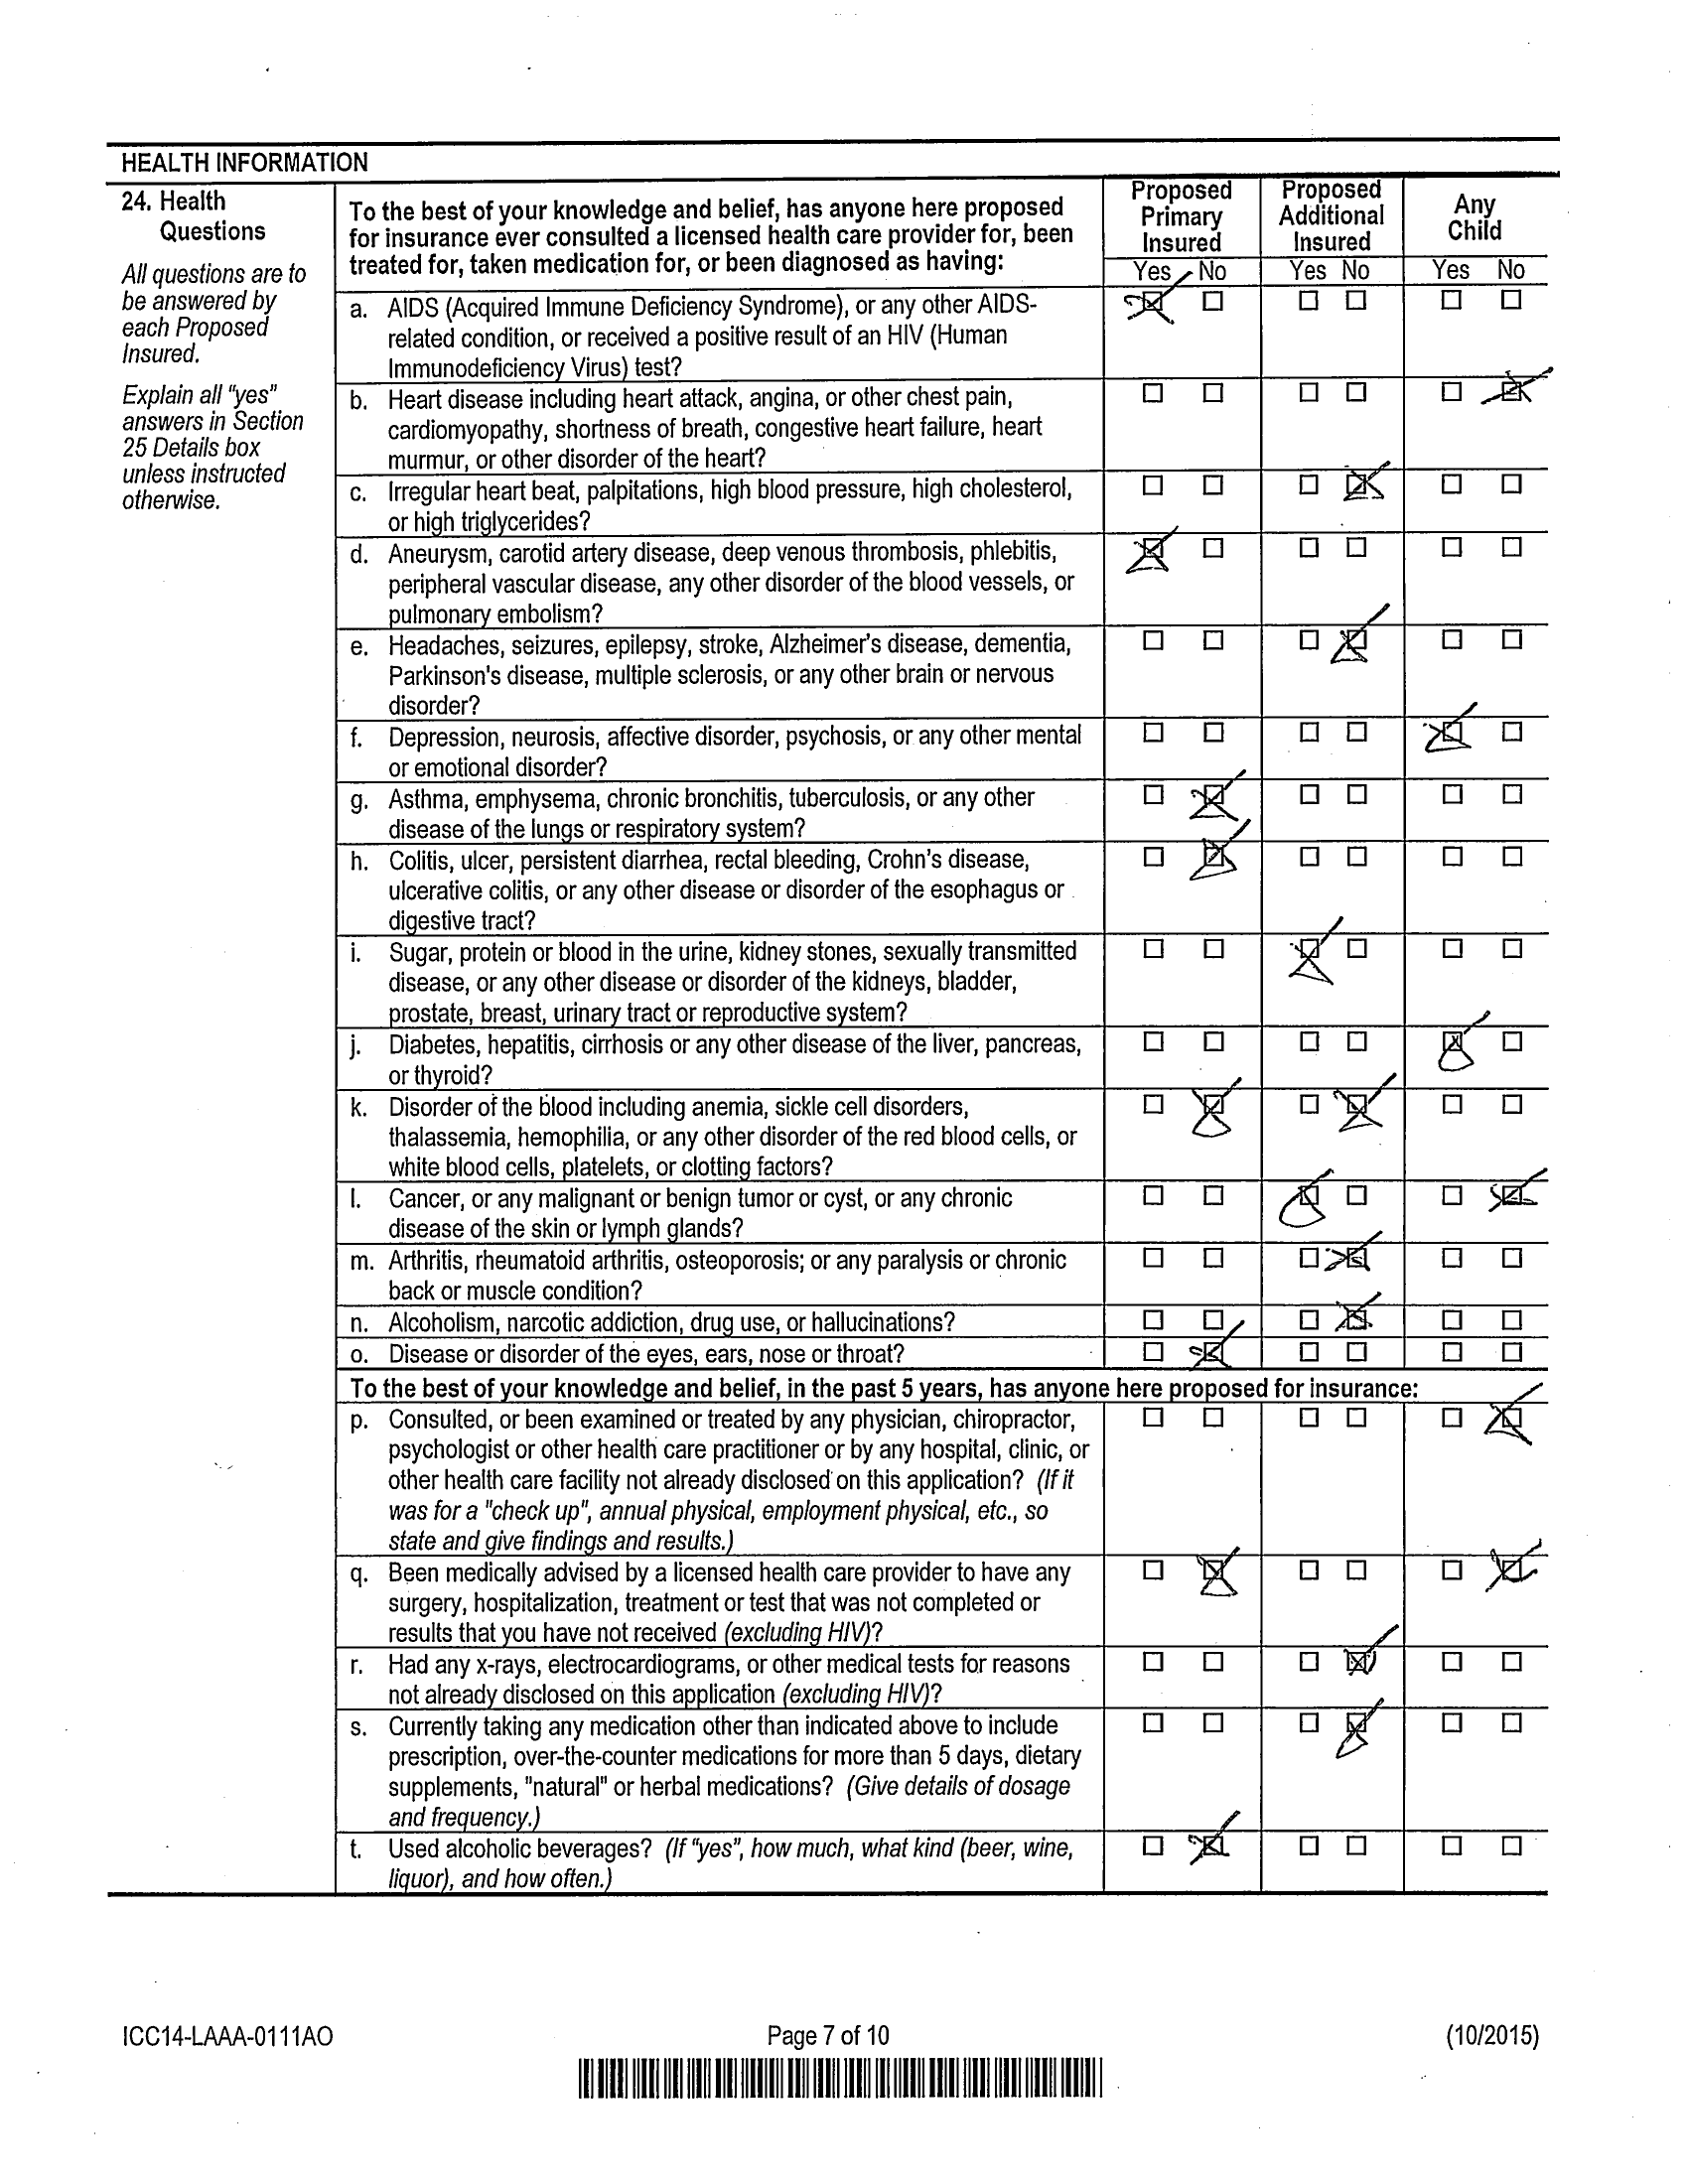 HEALTH INFORMATION
24. Health
Questions
All questions are to
be answered by
each Proposed
Insured.
Explain all "yes"
answers in Section
25 Details box
unless instructed
otherwise.
To the best of your knowledge and belief, has anyone here proposed
for insurance ever consulted a licensed health care provider for, been
treated for, taken medication for, or been diagnosed as having:
Proposed
Primary
Insured
Proposed
Additional
Insured
Any
Child
Yes No Yes No Yes No
a. AIDS (Acquired Immune Deficiency Syndrome), or any other AIDS-
related condition, or received a positive result of an HIV (Human
Immunodeficiency Virus) test?
b. Heart disease including heart attack, angina, or other chest pain,
cardiomyopathy, shortness of breath, congestive heart failure, heart
murmur, or other disorder of the heart?
c. Irregular heart beat, palpitations, high blood pressure, high cholesterol,
or high triglycerides?
d. Aneurysm, carotid artery disease, deep venous thrombosis, phlebitis,
peripheral vascular disease, any other disorder of the blood vessels, or
pulmonary embolism?
e. Headaches, seizures, epilepsy, stroke, Alzheimer's disease, dementia,
Parkinson's disease, multiple sclerosis, or any other brain or nervous
disorder?
f. Depression, neurosis, affective disorder, psychosis, or any other mental
or emotional disorder?
g. Asthma, emphysema, chronic bronchitis, tuberculosis, or any other
disease of the lungs or respiratory system?
h. Colitis, ulcer, persistent diarrhea, rectal bleeding, Crohn's disease,
ulcerative colitis, or any other disease or disorder of the esophagus or
digestive tract?
i. Sugar, protein or blood in the urine, kidney stones, sexually transmitted
disease, or any other disease or disorder of the kidneys, bladder,
prostate, breast, urinary tract or reproductive system?
j. Diabetes, hepatitis, cirrhosis or any other disease of the liver, pancreas,
or thyroid?
k. Disorder of the blood including anemia, sickle cell disorders,
thalassemia, hemophilia, or any other disorder of the red blood cells, or
white blood cells, platelets, or clotting factors?
l. Cancer, or any malignant or benign tumor or cyst, or any chronic
disease of the skin or lymph glands?
m. Arthritis, rheumatoid arthritis, osteoporosis; or any paralysis or chronic
back or muscle condition?
n. Alcoholism, narcotic addiction, drug use, or hallucinations?
o. Disease or disorder of the eyes, ears, nose or throat?
To the best of your knowledge and belief, in the past 5 years, has anyone here proposed for insurance:
p. Consulted, or been examined or treated by any physician, chiropractor,
psychologist or other health care practitioner or by any hospital, clinic, or
other health care facility not already disclosed on this application? (If it
was for a "check up", annual physical, employment physical, etc., so
state and give findings and results.)
q. Been medically advised by a licensed health care provider to have any
surgery, hospitalization, treatment or test that was not completed or
results that you have not received (excluding HIV)?
r. Had any x-rays, electrocardiograms, or other medical tests for reasons
not already disclosed on this application (excluding HIV)?
s. Currently taking any medication other than indicated above to include
prescription, over-the-counter medications for more than 5 days, dietary
supplements, "natural" or herbal medications? (Give details of dosage
and frequency.)
t. Used alcoholic beverages? (If "yes", how much, what kind (beer, wine,
liquor), and how often.)
ICC14-LAAA-0111AO Page 7 of 10 (10/2015)